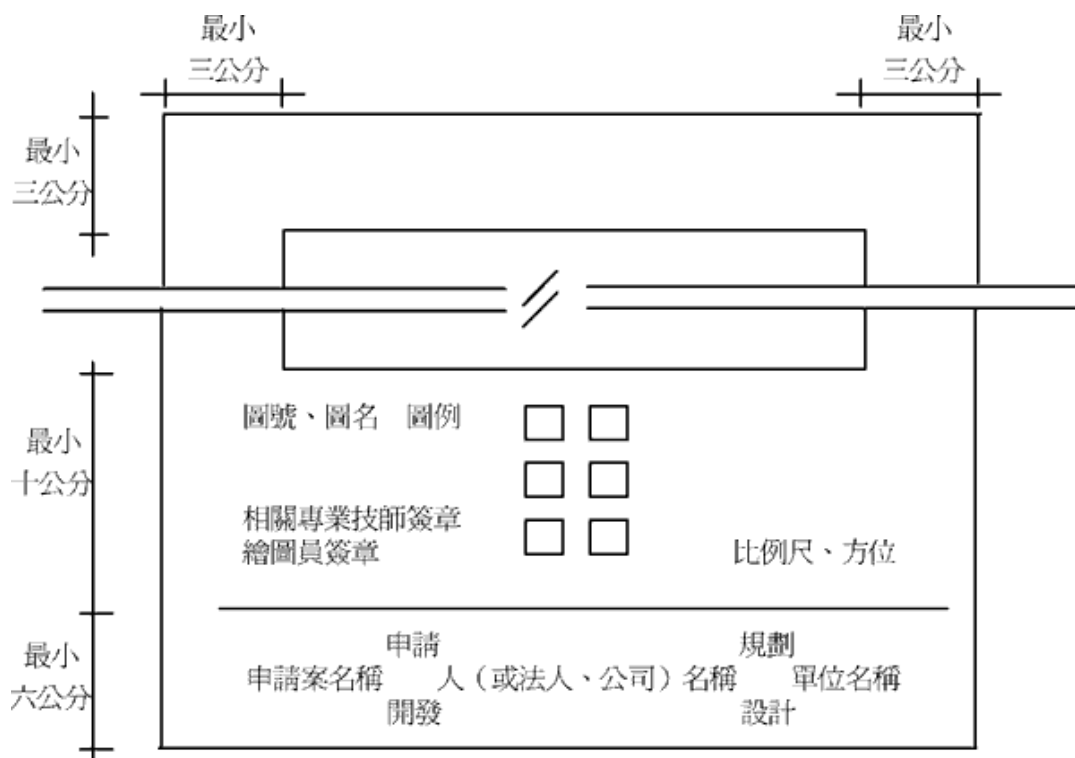 最小
三公分
最小
三公分
最小
三公分
圖號、圖名　圖例
最小
十公分
相關專業技師簽章
繪圖員簽章
比例尺、方位
最小
六公分
申請　規劃
申請案名稱　人（或法人、公司）名稱　單位名稱
開發　設計